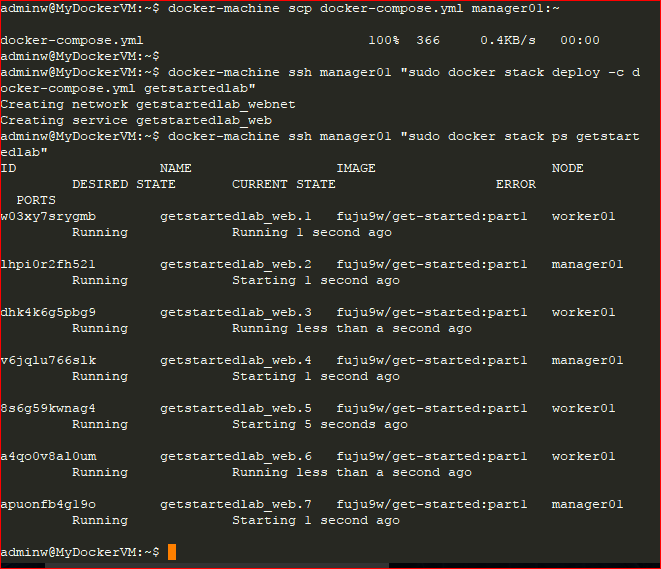 adminw@MyDockerVM:~$ docker-machine scp docker-compose.yml manager01:~
docker-compose.yml 100% 366 0.4KB/s 00:00
adminw@MyDockerVM:~$
adminw@MyDockerVM:~$ docker-machine ssh manager01 "sudo docker stack deploy -c d
ocker-compose.yml getstartedlab"
Creating network getstartedlab_webnet
Creating service getstartedlab_web
adminw@MyDockerVM:~$ docker-machine ssh manager01 "sudo docker stack ps getstart
edlab"
ID NAME IMAGE NODE
DESIRED STATE CURRENT STATE ERROR
PORTS
w03xy7srygmb getstartedlab_web.1 fuju9w/get-started:part1 worker01
Running Running 1 second ago
lhpi0r2fh521 getstartedlab_web.2 fuju9w/get-started:part1 manager01
Running Starting 1 second ago
dhk4k6g5pbg9 getstartedlab_web.3 fuju9w/get-started:part1 worker01
Running Running less than a second ago
v6jqlu766slk getstartedlab_web.4 fuju9w/get-started:part1 manager01
Running Starting 1 second ago
8s6g59kwnag4 getstartedlab_web.5 fuju9w/get-started:part1 worker01
Running Starting 5 seconds ago
a4qo0v8al0um getstartedlab_web.6 fuju9w/get-started:part1 worker01
Running Running less than a second ago
apuonfb4g19o getstartedlab_web.7 fuju9w/get-started:part1 manager01
Running Starting 1 second ago
adminw@MyDockerVM:~$